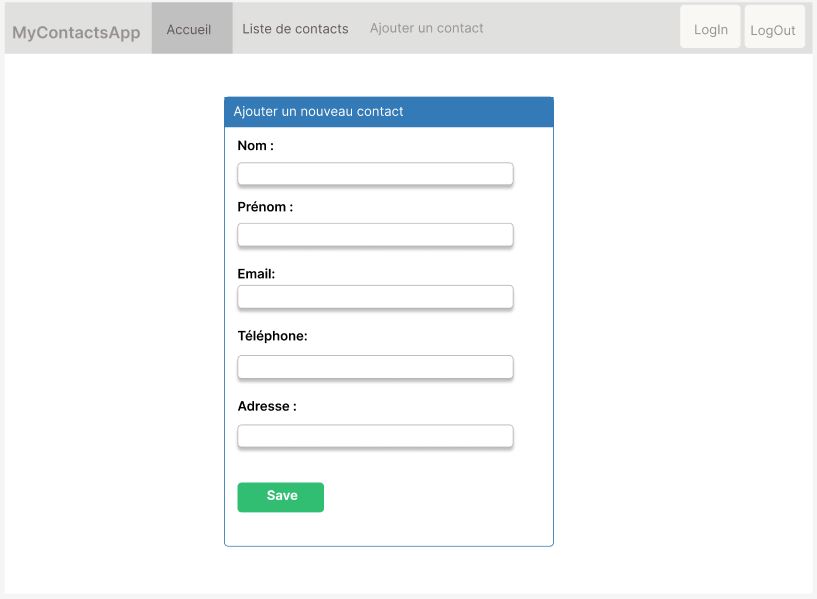 MyContactsApp Accueil Liste de contacts Ajouter un contact LogIn LogOut
Ajouter un nouveau contact
Nom :
Prénom :
Email:
Téléphone:
Adresse :
Save